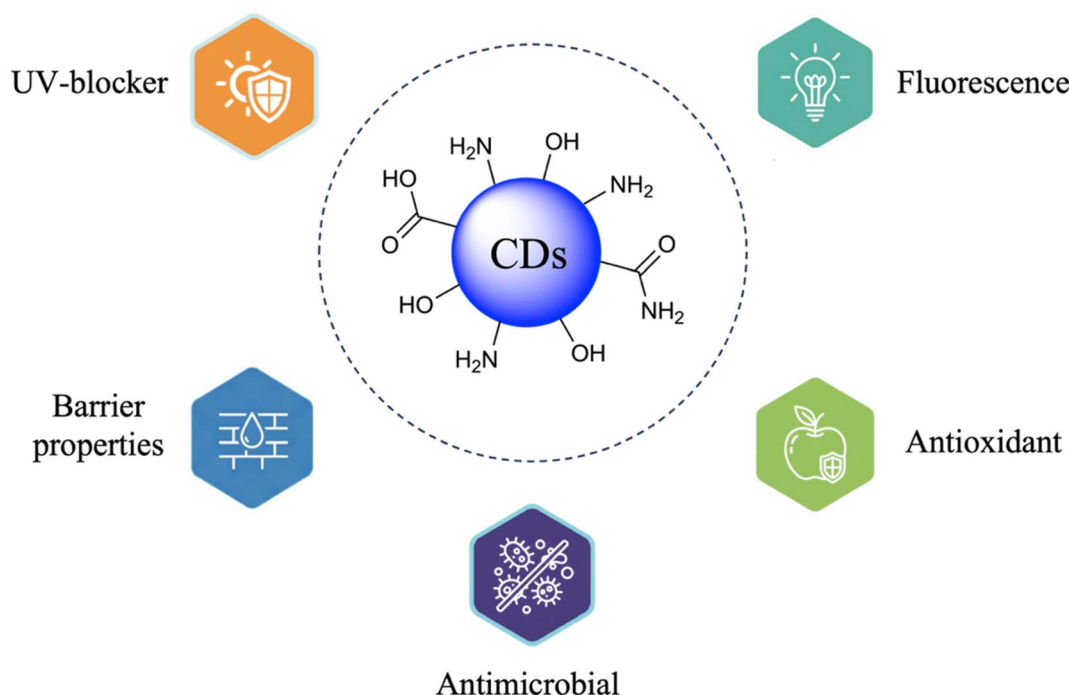 UV-blocker
Fluorescence
H₂N
OH
HO
NH₂
O
CDs
O
HO
NH₂
H₂N
OH
Barrier
properties
Antioxidant
Antimicrobial